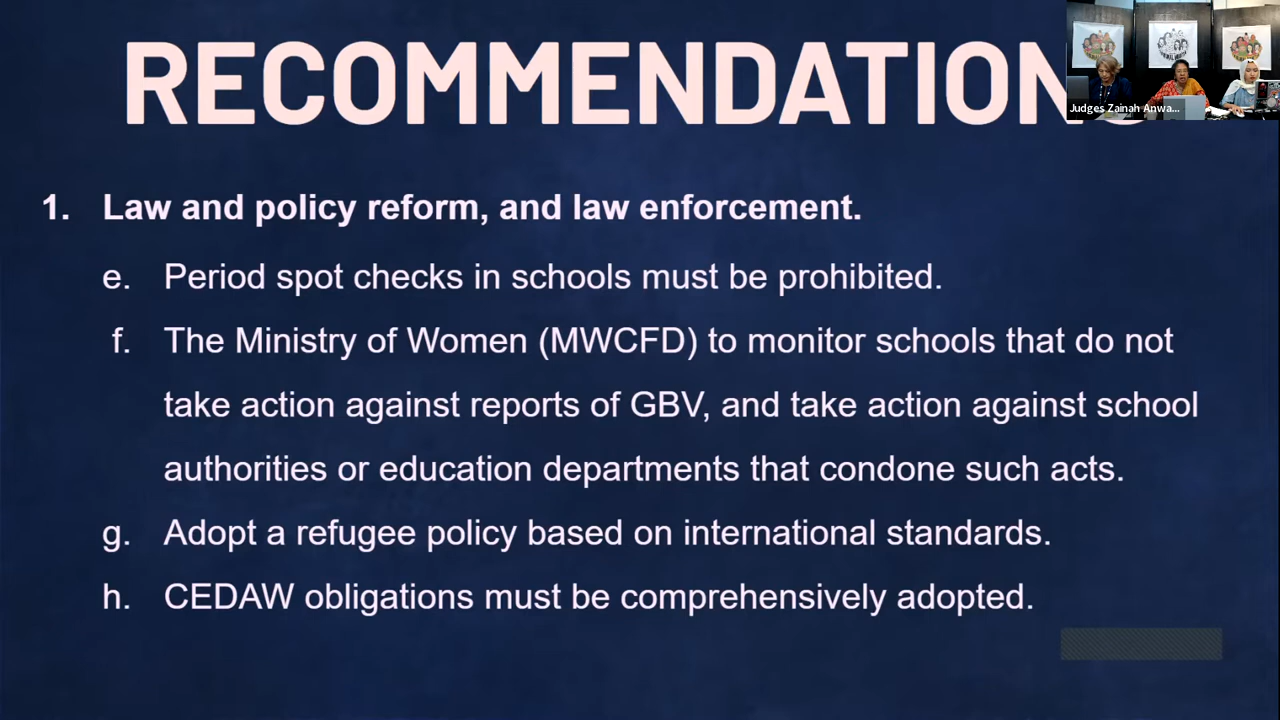 RECOMMENDATION
Judges Zainah Anwa...
1. Law and policy reform, and law enforcement.
e. Period spot checks in schools must be prohibited.
f. The Ministry of Women (MWCFD) to monitor schools that do not
take action against reports of GBV, and take action against school
authorities or education departments that condone such acts.
g. Adopt a refugee policy based on international standards.
h. CEDAW obligations must be comprehensively adopted.